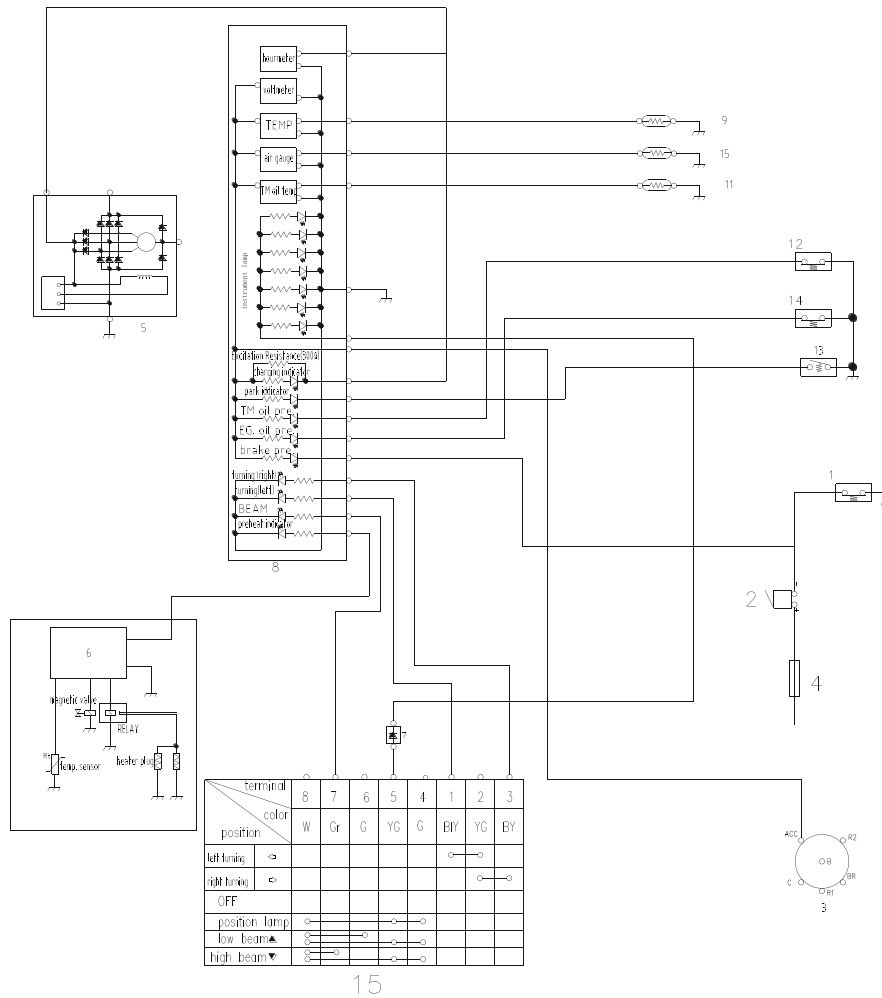 hourmeter
voltmeter
TEMP
9
air gauge
15
TM oil temp
11
instrument lamp
12
14
5
13
Excitation Resistance(300Ω)
charging indicator
park iddicator
TM oil pre
EG. oil pre
brake pre
1
turning(right)
turning(left)
BEAM
preheat indicator
8
2
6
4
magnetic valve
RELAY
7
Rt
temp. sensor
heater plug
terminal
color
position
8 7 6 5 4 1 2 3
W Gr G YG G BlY YG BY
left turning
right turning
OFF
position lamp
low beam▲
high beam▼
ACC
R2
B
C
BR
R1
3
15